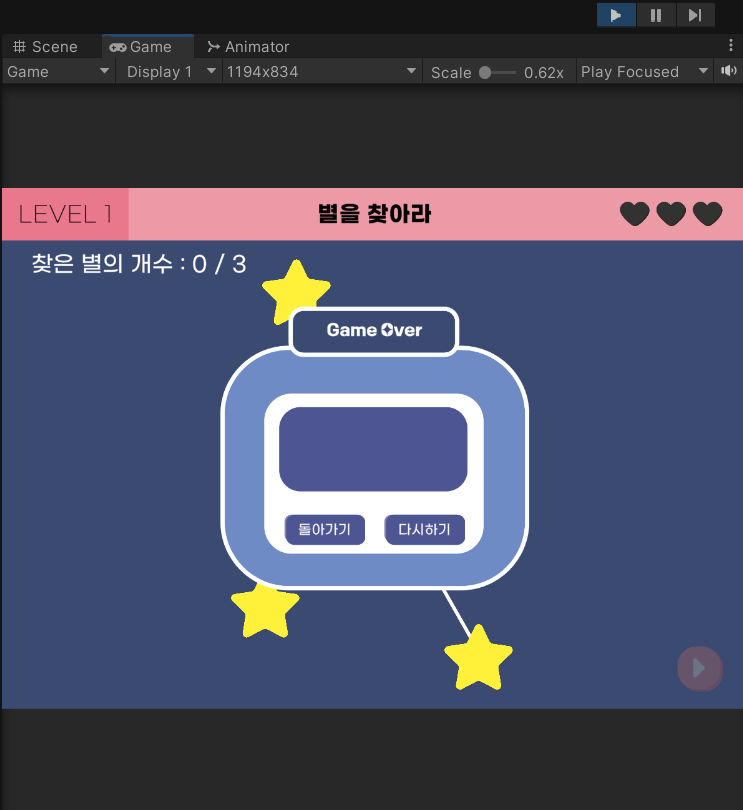 Scene
Game
Animator
Game
Display 1
1194x834
Scale
0.62x
Play Focused
LEVEL 1
별을 찾아라
찾은 별의 개수 : 0 / 3
Game Over
돌아가기
다시하기